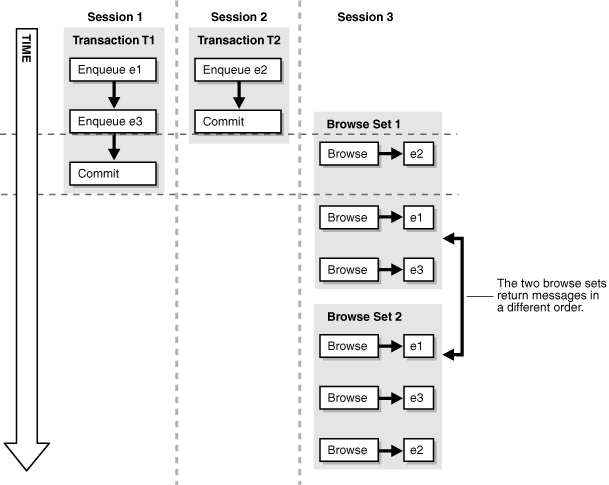 Session 1
Session 2
Session 3
TIME
Transaction T1
Transaction T2
Enqueue e1
Enqueue e2
Enqueue e3
Commit
Browse Set 1
Browse
e2
Commit
Browse
e1
Browse
e3
The two browse sets
return messages in
a different order.
Browse Set 2
Browse
e1
Browse
e3
Browse
e2